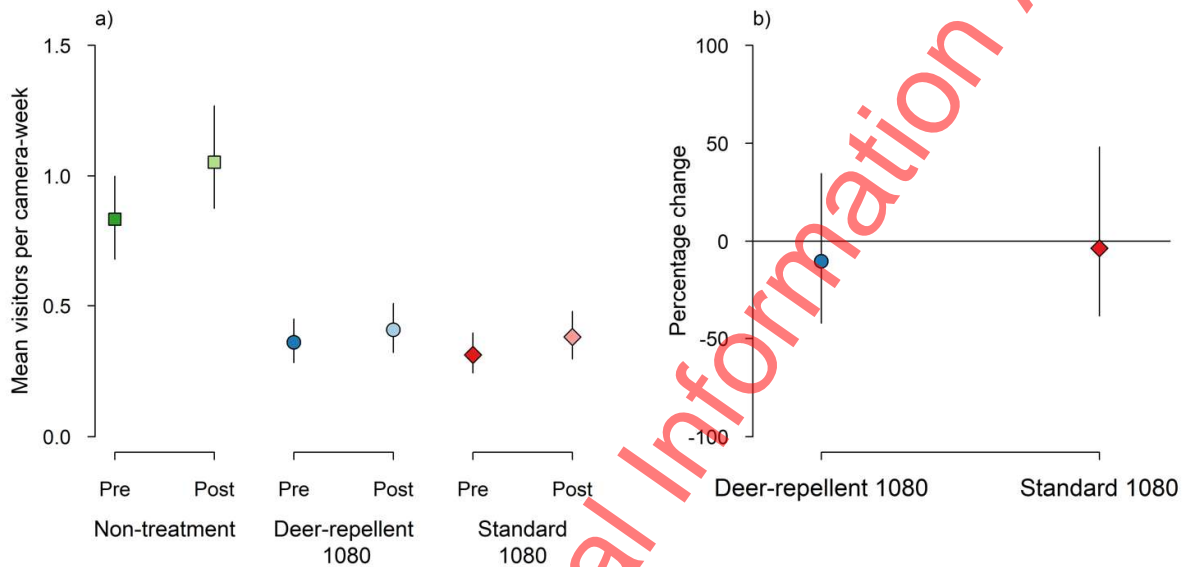 a)
Mean visitors per camera-week
1.5
1.0
0.5
0.0
Pre Post Pre Post Pre Post
Non-treatment Deer-repellent 1080 Standard 1080
b)
Percentage change
100
50
0
-50
-100
Deer-repellent 1080 Standard 1080
Information